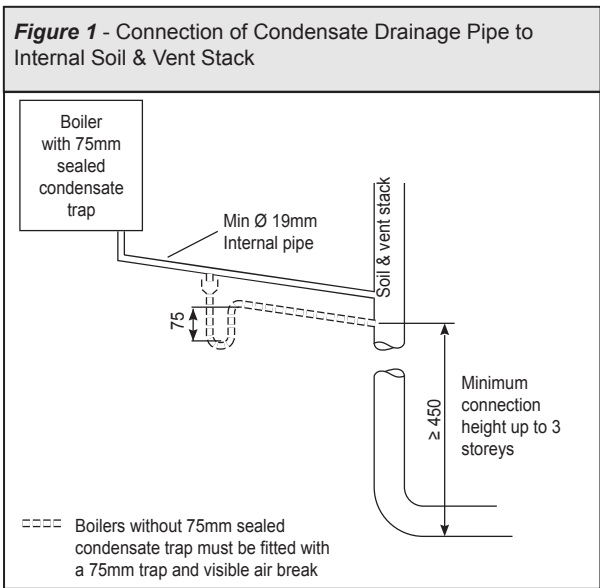 Figure 1 - Connection of Condensate Drainage Pipe to
Internal Soil & Vent Stack
Boiler
with 75mm
sealed
condensate
trap
Min Ø 19mm
Internal pipe
Soil & vent stack
75
≥ 450
Minimum
connection
height up to 3
storeys
Boilers without 75mm sealed
condensate trap must be fitted with
a 75mm trap and visible air break